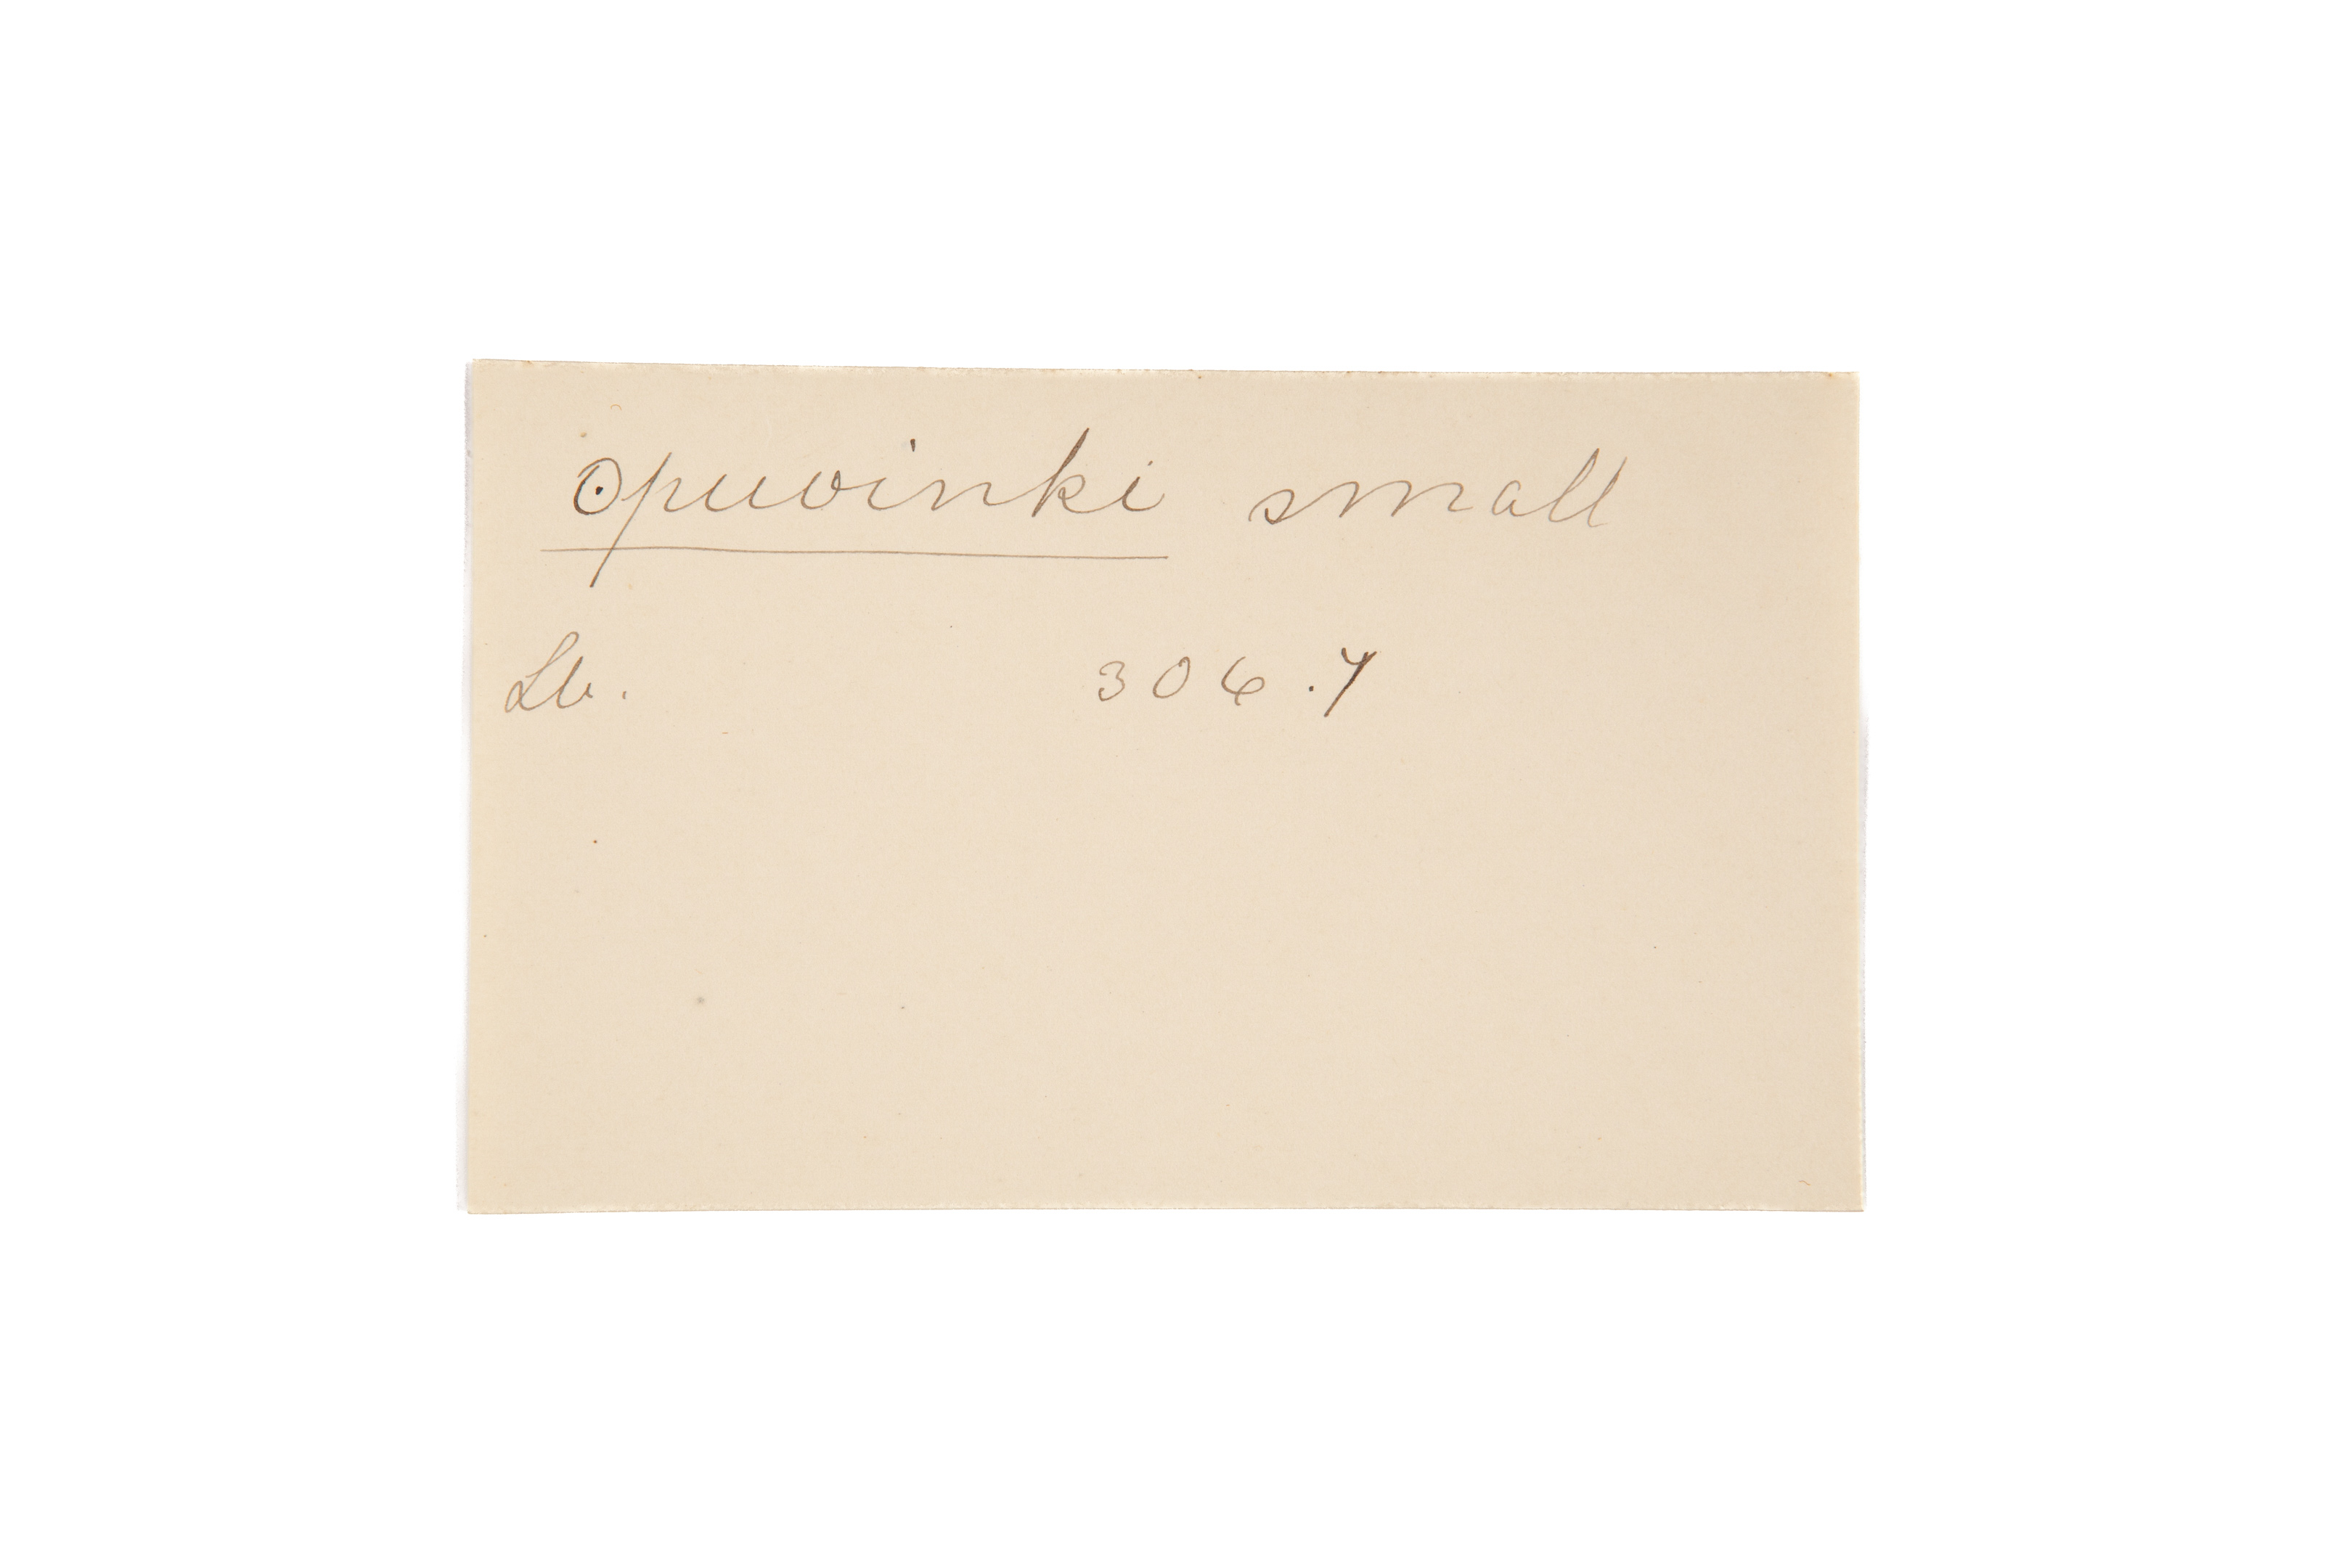 opuvinki small
Lb. 306.7